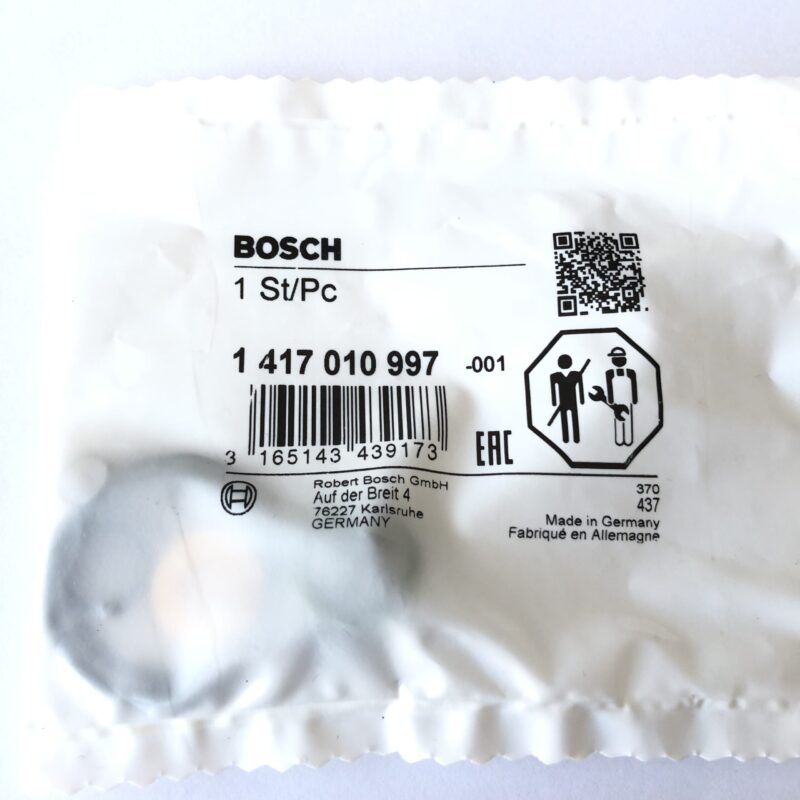 BOSCH
1 St/Pc
1 417 010 997 -001
3 165143 439173
EAC
Robert Bosch GmbH
Auf der Breit 4
76227 Karlsruhe
GERMANY
370
437
Made in Germany
Fabriqué en Allemagne